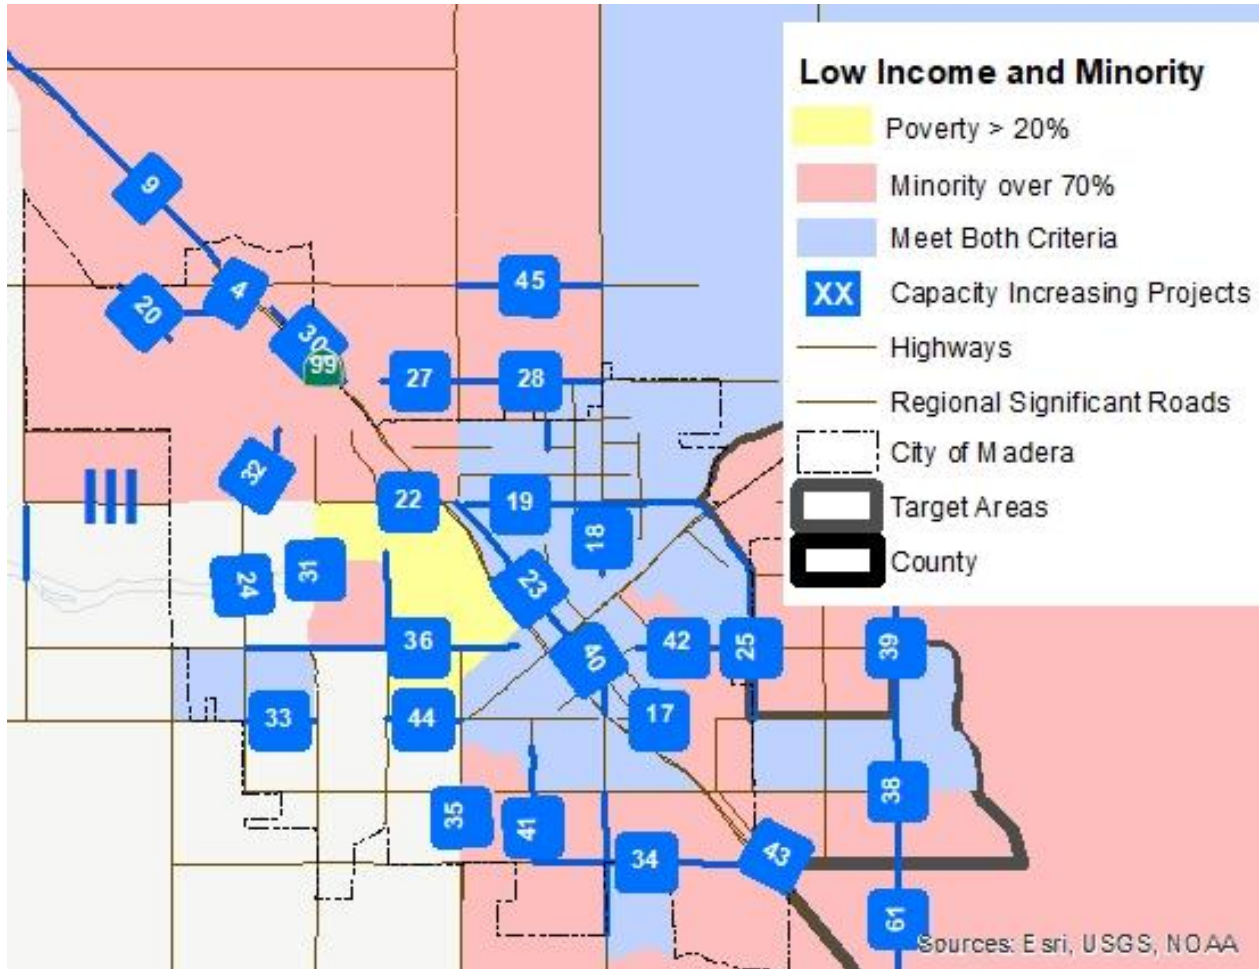 Low Income and Minority
Poverty > 20%
Minority over 70%
Meet Both Criteria
XX Capacity Increasing Projects
Highways
Regional Significant Roads
City of Madera
Target Areas
County
9
4
45
20
30
99
27
28
32
22
19
18
24
31
23
36
40
42
25
39
33
44
17
38
35
41
34
43
61
Sources: Esri, USGS, NOAA